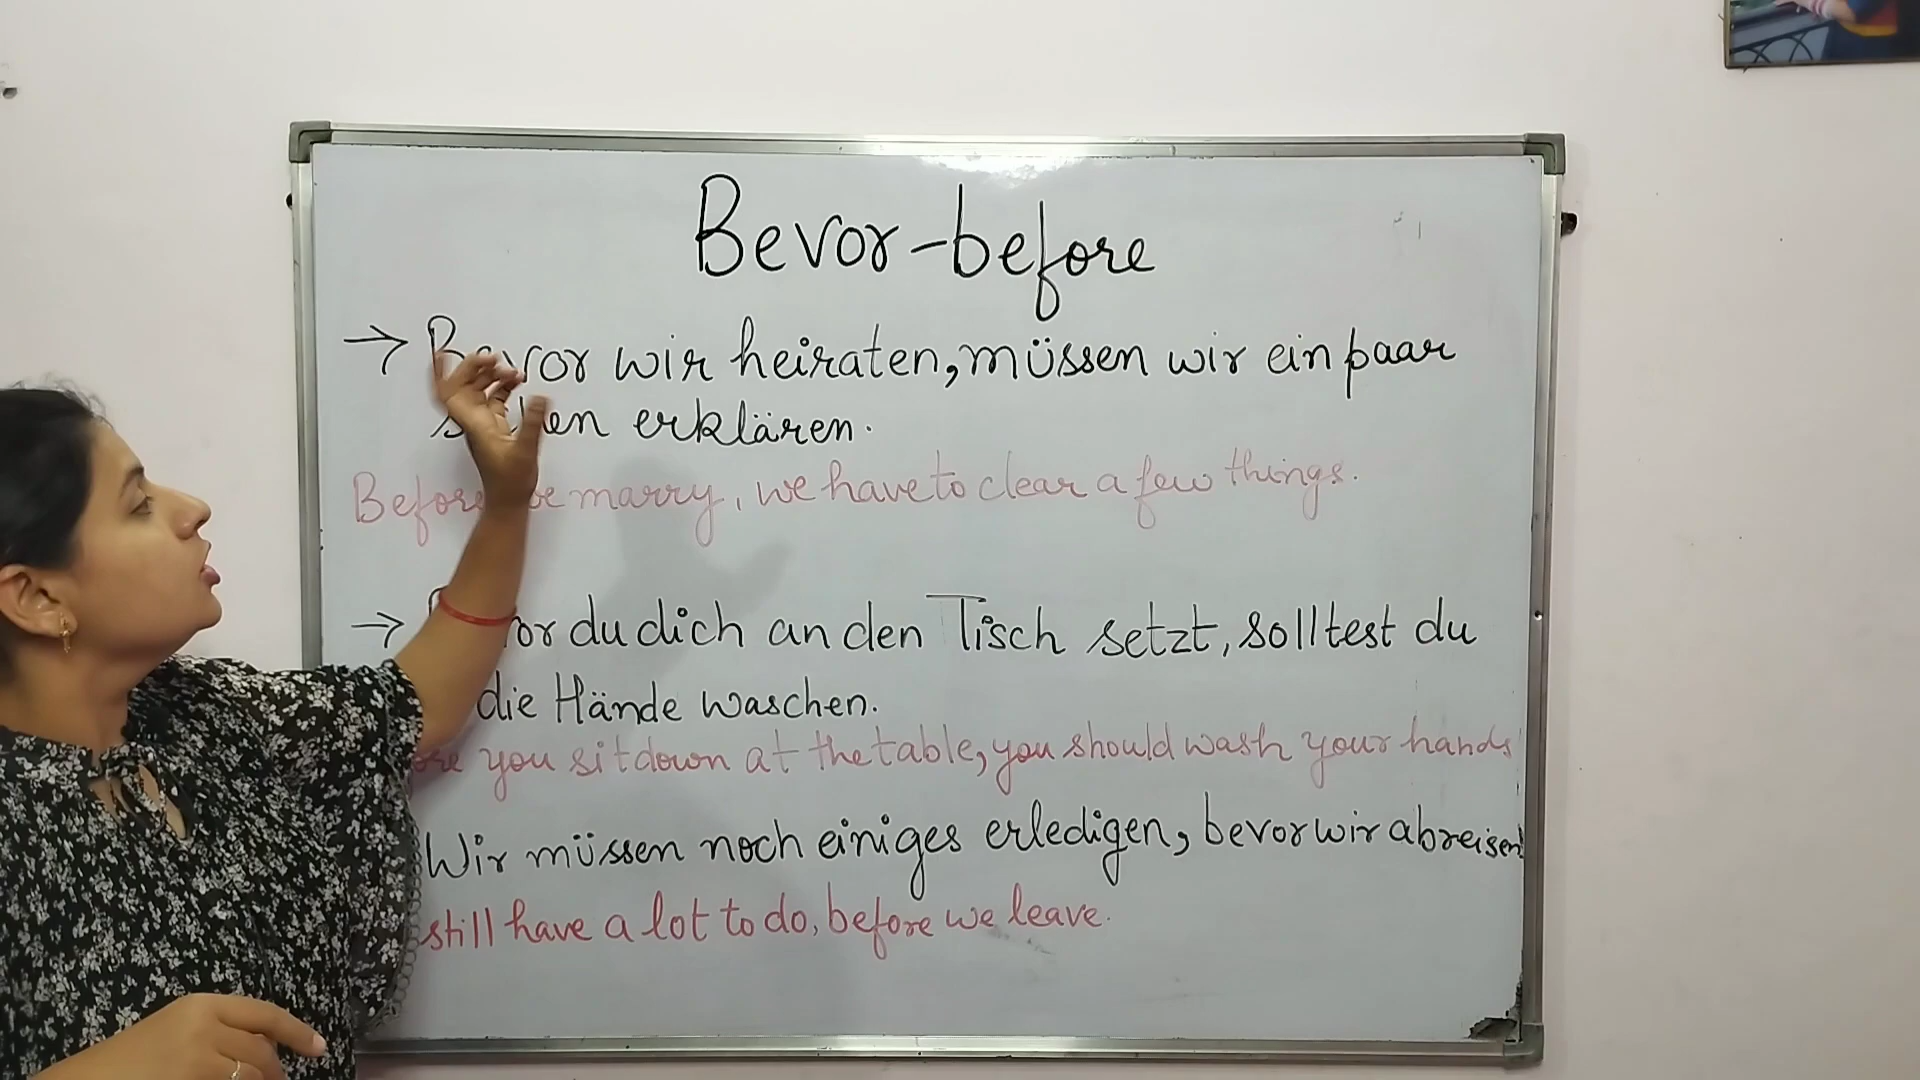 Bevor-before
→ Bevor wir heiraten, müssen wir ein paar
erklären.
Before we marry, we have to clear a few things.
→ du dich an den Tisch setzt, solltest du
die Hände waschen.
you sit down at the table, you should wash your hands
Wir müssen noch einiges erledigen, bevor wir abreisen
still have a lot to do, before we leave.